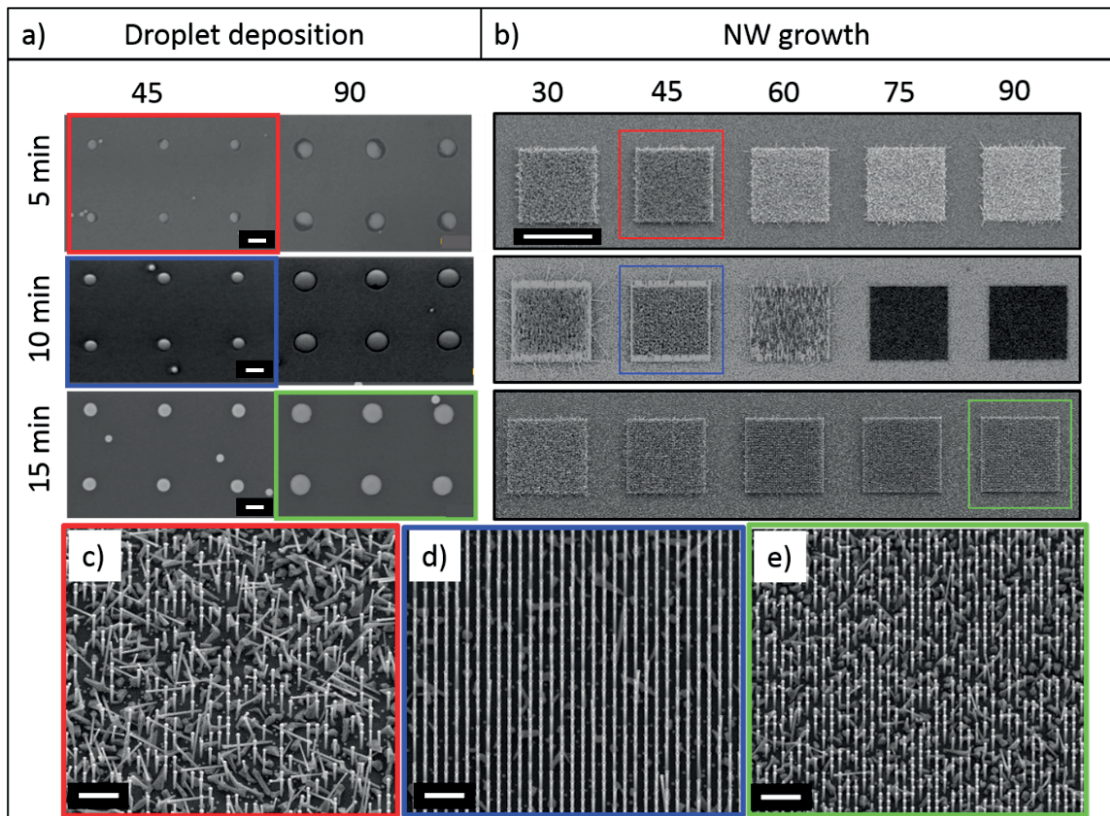 a) Droplet deposition
b) NW growth
45 90
30 45 60 75 90
5 min
10 min
15 min
c)
d)
e)